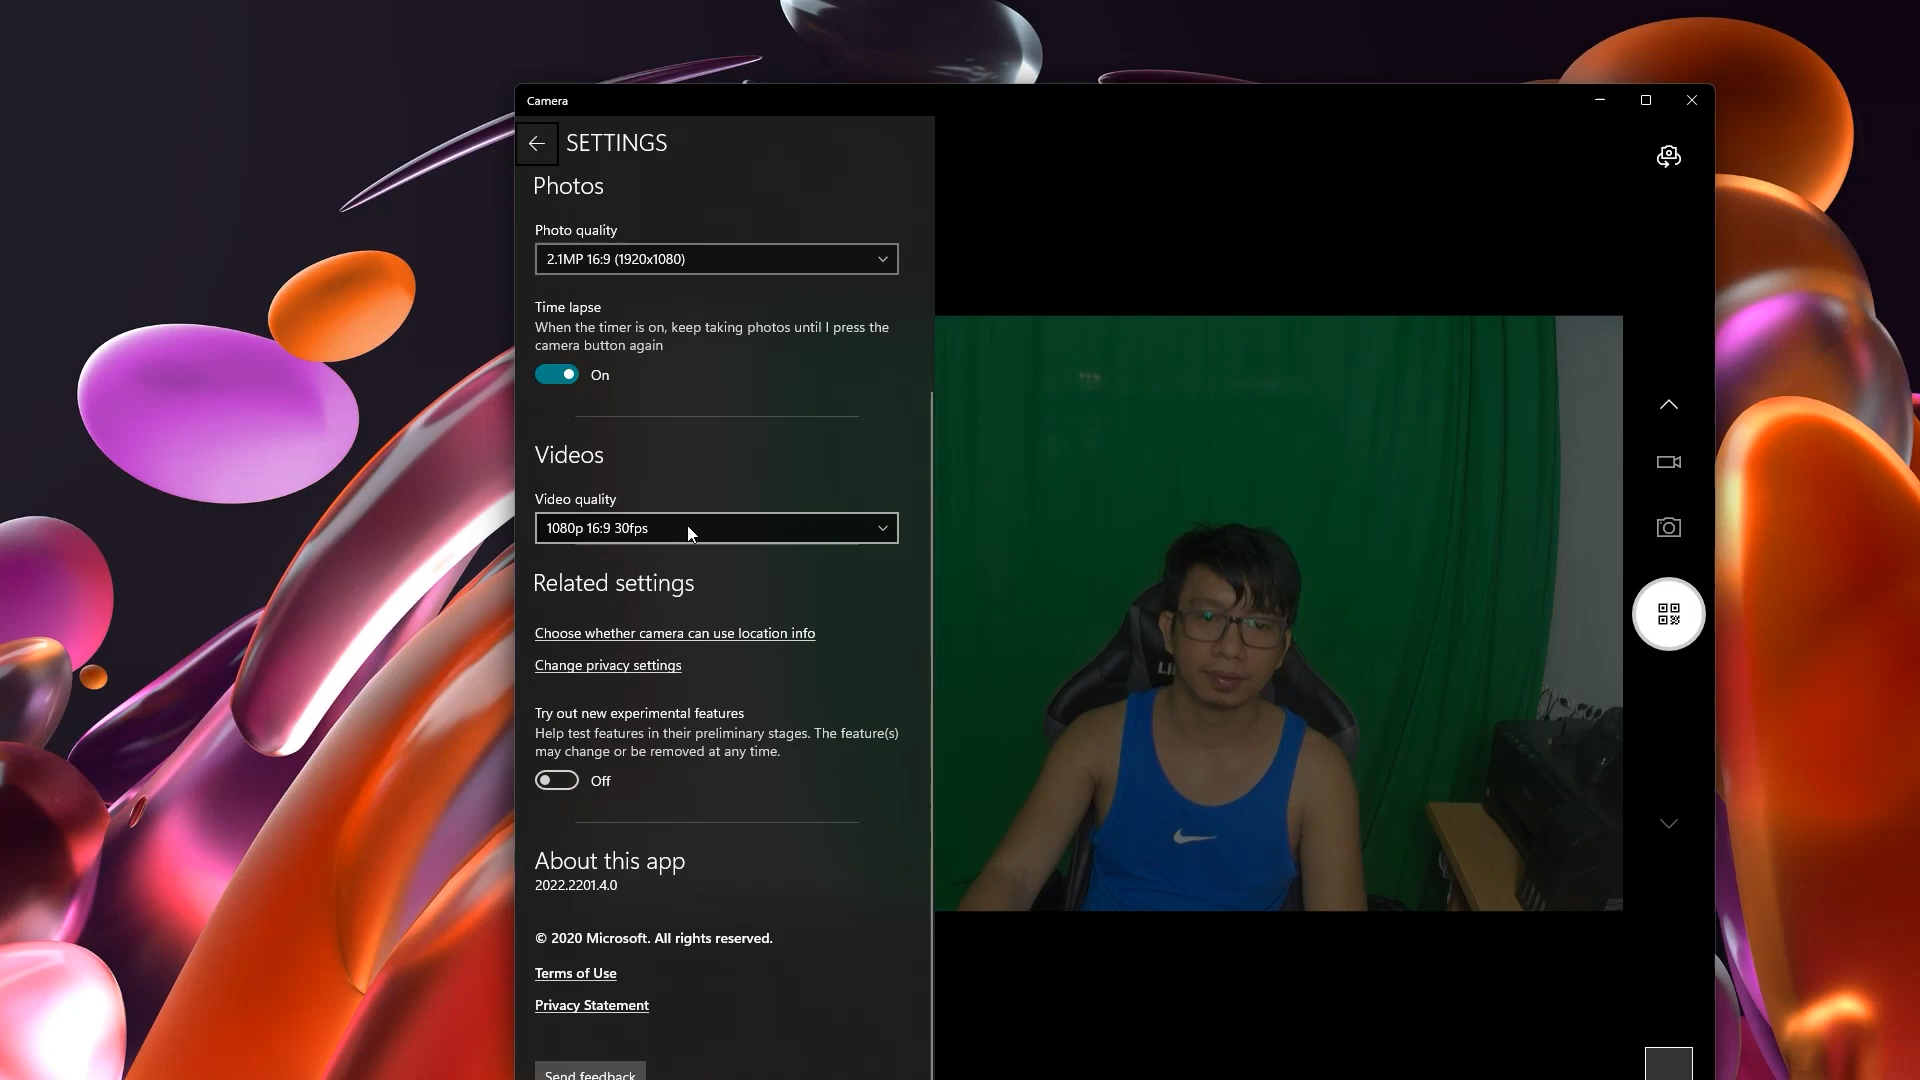 Camera
SETTINGS
Photos
Photo quality
2.1MP 16:9 (1920x1080)
Time lapse
When the timer is on, keep taking photos until I press the
camera button again
On
Videos
Video quality
1080p 16:9 30fps
Related settings
Choose whether camera can use location info
Change privacy settings
Try out new experimental features
Help test features in their preliminary stages. The feature(s)
may change or be removed at any time.
Off
About this app
2022.2201.4.0
© 2020 Microsoft. All rights reserved.
Terms of Use
Privacy Statement
Send feedback